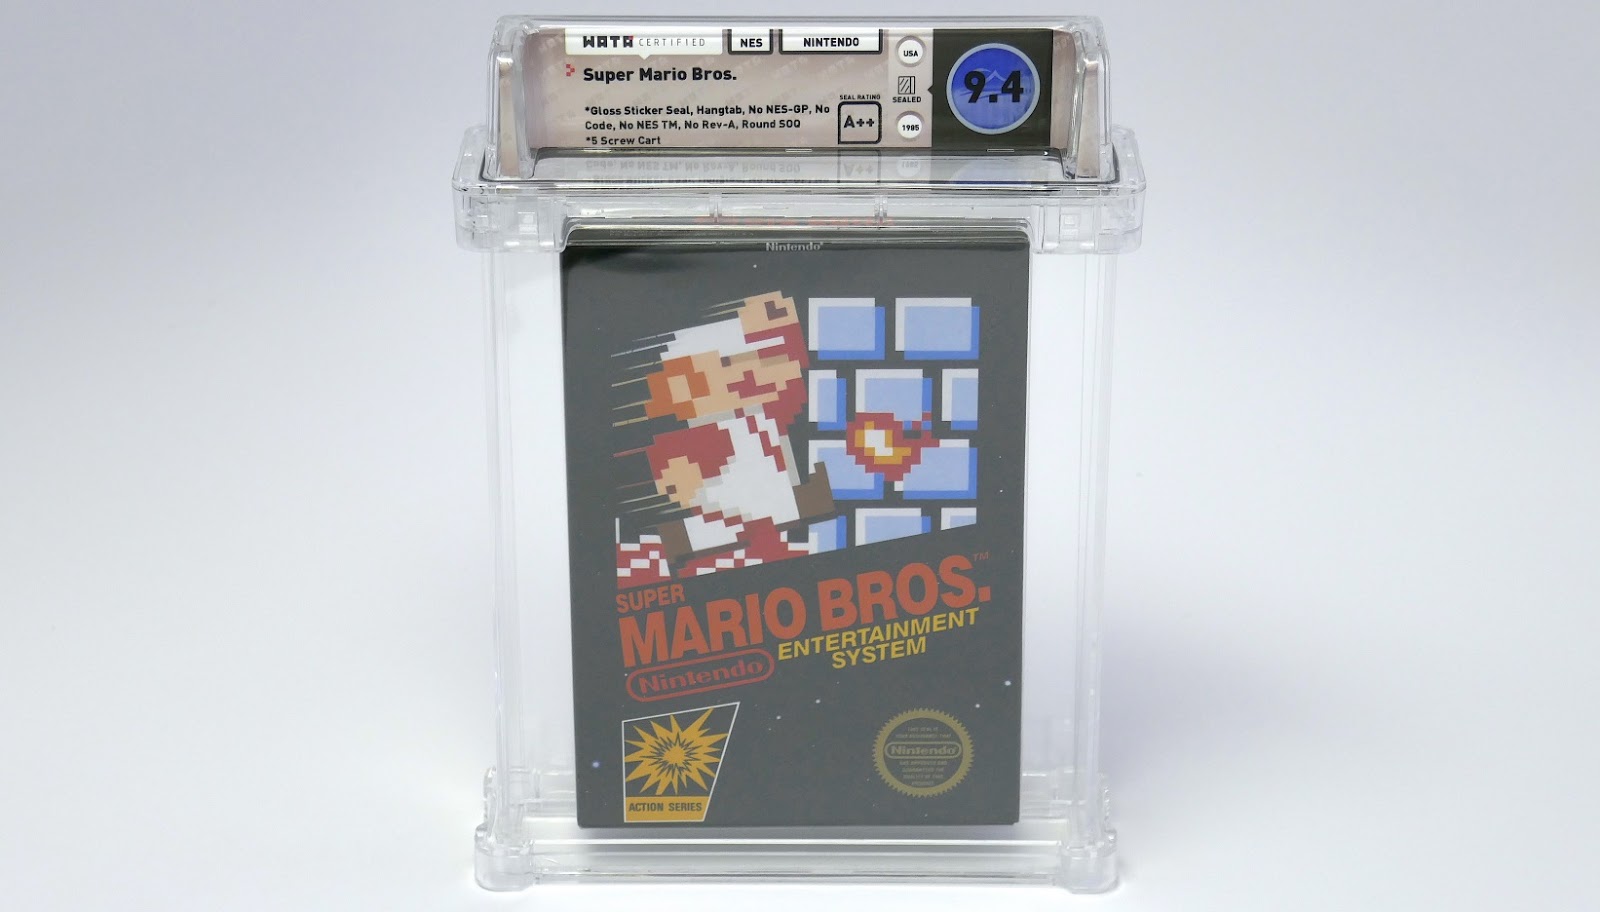 WATA CERTIFIED
NES
NINTENDO
USA
Super Mario Bros.
9.4
*Gloss Sticker Seal, Hangtab, No NES-GP, No
Code, No NES TM, No Rev-A, Round SOQ
*5 Screw Cart
SEAL RATING
A++
SEALED
1985
Nintendo®
SUPER
MARIO BROS.™
ENTERTAINMENT
SYSTEM
Nintendo
ACTION SERIES
Nintendo